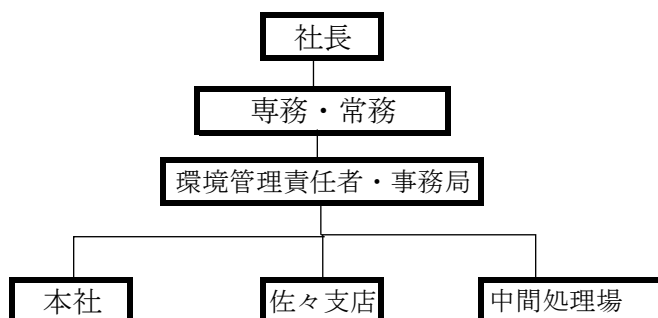 社長
専務・常務
環境管理責任者・事務局
本社
佐々支店
中間処理場